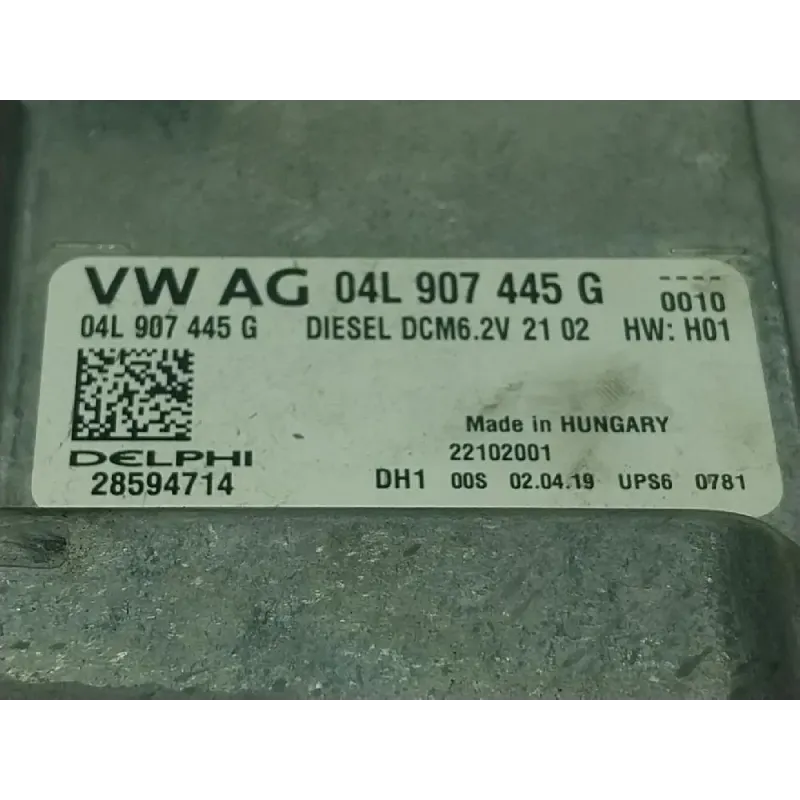 VW AG 04L 907 445 G ----
0010
04L 907 445 G DIESEL DCM6.2V 21 02 HW: H01
Made in HUNGARY
DELPHI 22102001
28594714 DH1 00S 02.04.19 UPS6 0781